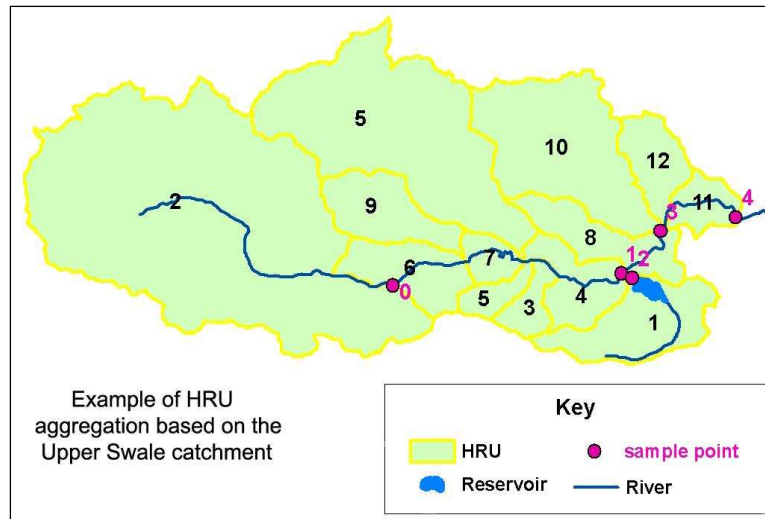 5
10
12
2
9
11
4
3
8
6
7
1
2
0
5
3
4
1
Example of HRU
aggregation based on the
Upper Swale catchment
Key
HRU
sample point
Reservoir
River